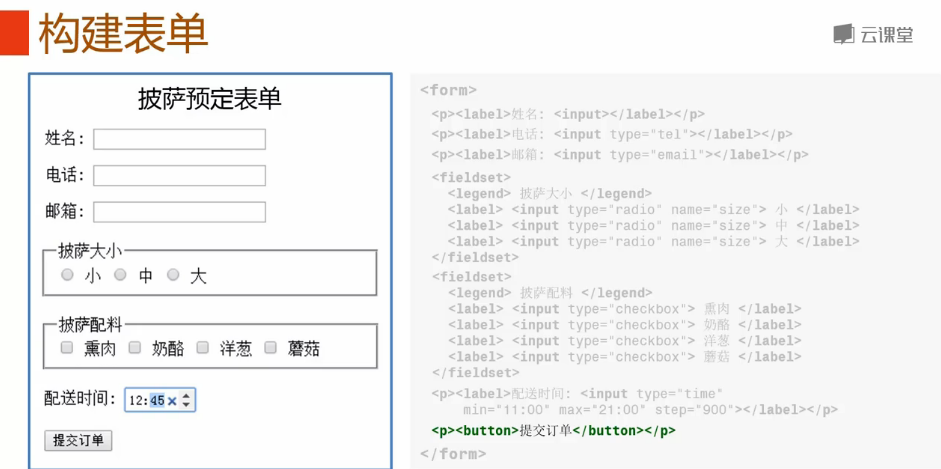 构建表单
云课堂
披萨预定表单
姓名:
电话:
邮箱:
披萨大小
小 中 大
披萨配料
熏肉 奶酪 洋葱 蘑菇
配送时间: 12:45
提交订单
<form>
<p><label>姓名: <input></label></p>
<p><label>电话: <input type="tel"></label></p>
<p><label>邮箱: <input type="email"></label></p>
<fieldset>
<legend> 披萨大小 </legend>
<label> <input type="radio" name="size"> 小 </label>
<label> <input type="radio" name="size"> 中 </label>
<label> <input type="radio" name="size"> 大 </label>
</fieldset>
<fieldset>
<legend> 披萨配料 </legend>
<label> <input type="checkbox"> 熏肉 </label>
<label> <input type="checkbox"> 奶酪 </label>
<label> <input type="checkbox"> 洋葱 </label>
<label> <input type="checkbox"> 蘑菇 </label>
</fieldset>
<p><label>配送时间: <input type="time"
min="11:00" max="21:00" step="900"></label></p>
<p><button>提交订单</button></p>
</form>